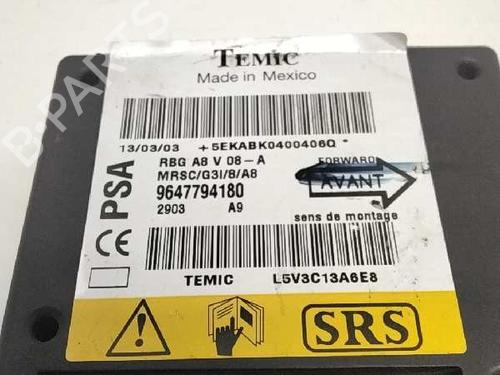 TEMIC
Made in Mexico
13/03/03 +5EKABK0400406Q*
RBG A8 V 08-A
MRSC/G3I/8/A8
9647794180
2903 A9
PSA
CE
FORWARD
AVANT
sens de montage
TEMIC L5V3C13A6E8
SRS
B-PARTS